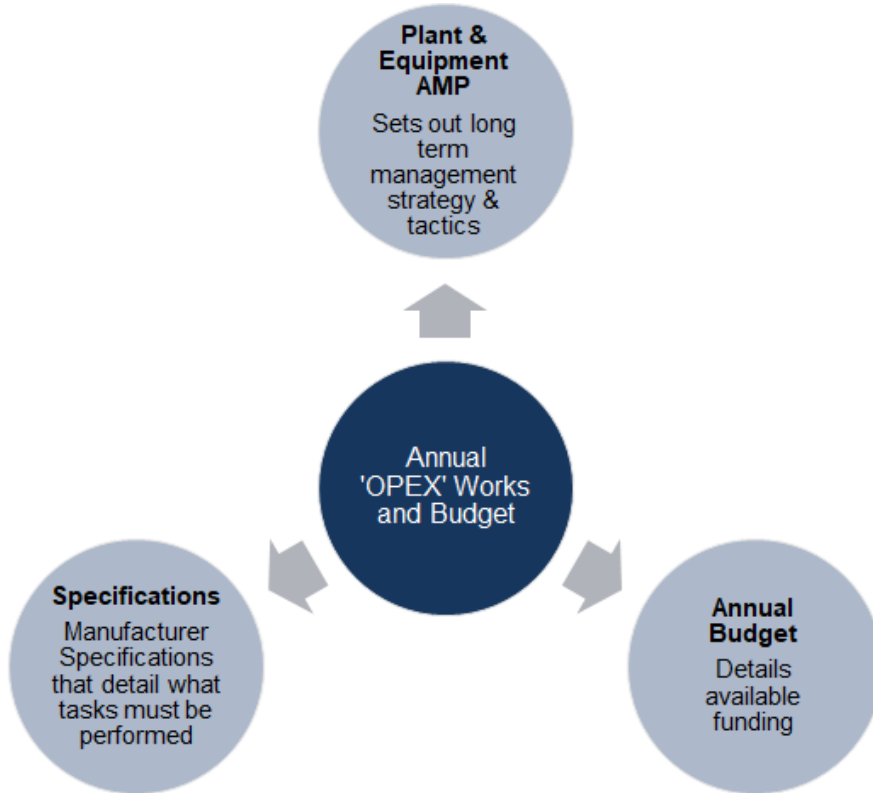 Plant &
Equipment
AMP
Sets out long
term
management
strategy &
tactics
Annual
'OPEX' Works
and Budget
Specifications
Manufacturer
Specifications
that detail what
tasks must be
performed
Annual
Budget
Details
available
funding